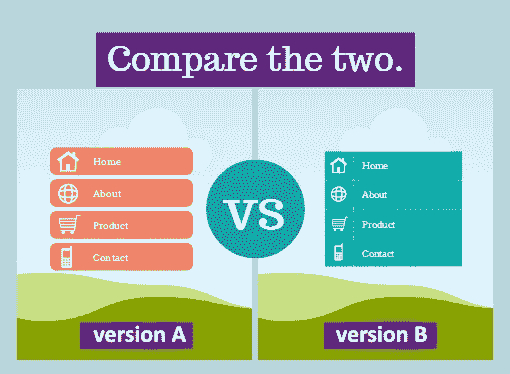 Compare the two.
Home
About
Product
Contact
vs
Home
About
Product
Contact
version A
version B